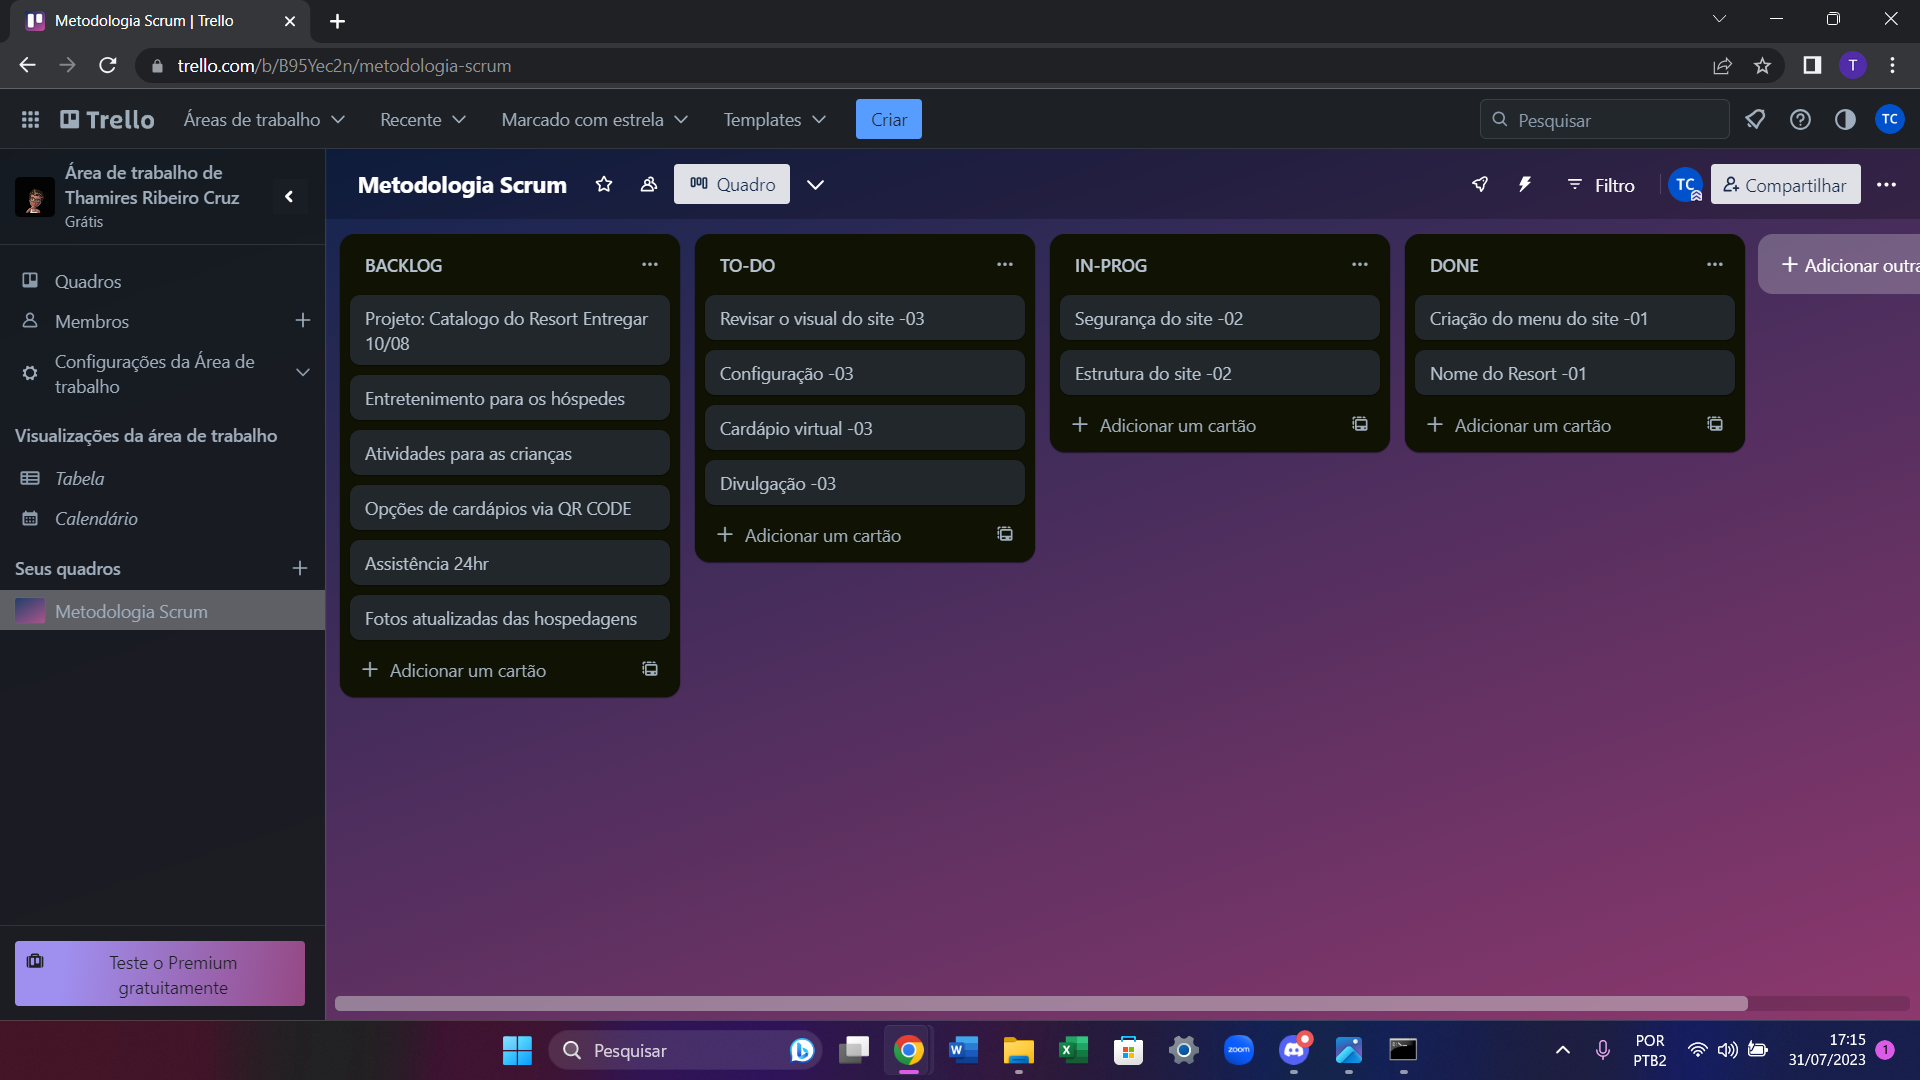 Metodologia Scrum | Trello
trello.com/b/B95Yec2n/metodologia-scrum
T
Trello
Áreas de trabalho
Recente
Marcado com estrela
Templates
Criar
Pesquisar
TC
Área de trabalho de
Thamires Ribeiro Cruz
Grátis
Metodologia Scrum
Quadro
Filtro
TC
Compartilhar
Quadros
Membros
Configurações da Área de
trabalho
Visualizações da área de trabalho
Tabela
Calendário
Seus quadros
Metodologia Scrum
Teste o Premium
gratuitamente
BACKLOG
Projeto: Catalogo do Resort Entregar
10/08
Entretenimento para os hóspedes
Atividades para as crianças
Opções de cardápios via QR CODE
Assistência 24hr
Fotos atualizadas das hospedagens
Adicionar um cartão
TO-DO
Revisar o visual do site -03
Configuração -03
Cardápio virtual -03
Divulgação -03
Adicionar um cartão
IN-PROG
Segurança do site -02
Estrutura do site -02
Adicionar um cartão
DONE
Criação do menu do site -01
Nome do Resort -01
Adicionar um cartão
Adicionar outra
Pesquisar
zoom
POR
PTB2
17:15
31/07/2023
1